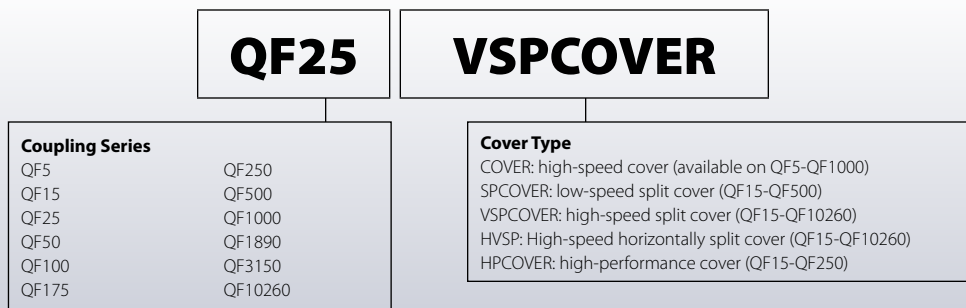 QF25 VSPCOVER
Coupling Series
QF5
QF15
QF25
QF50
QF100
QF175
QF250
QF500
QF1000
QF1890
QF3150
QF10260
Cover Type
COVER: high-speed cover (available on QF5-QF1000)
SPCOVER: low-speed split cover (QF15-QF500)
VSPCOVER: high-speed split cover (QF15-QF10260)
HVSP: High-speed horizontally split cover (QF15-QF10260)
HPCOVER: high-performance cover (QF15-QF250)